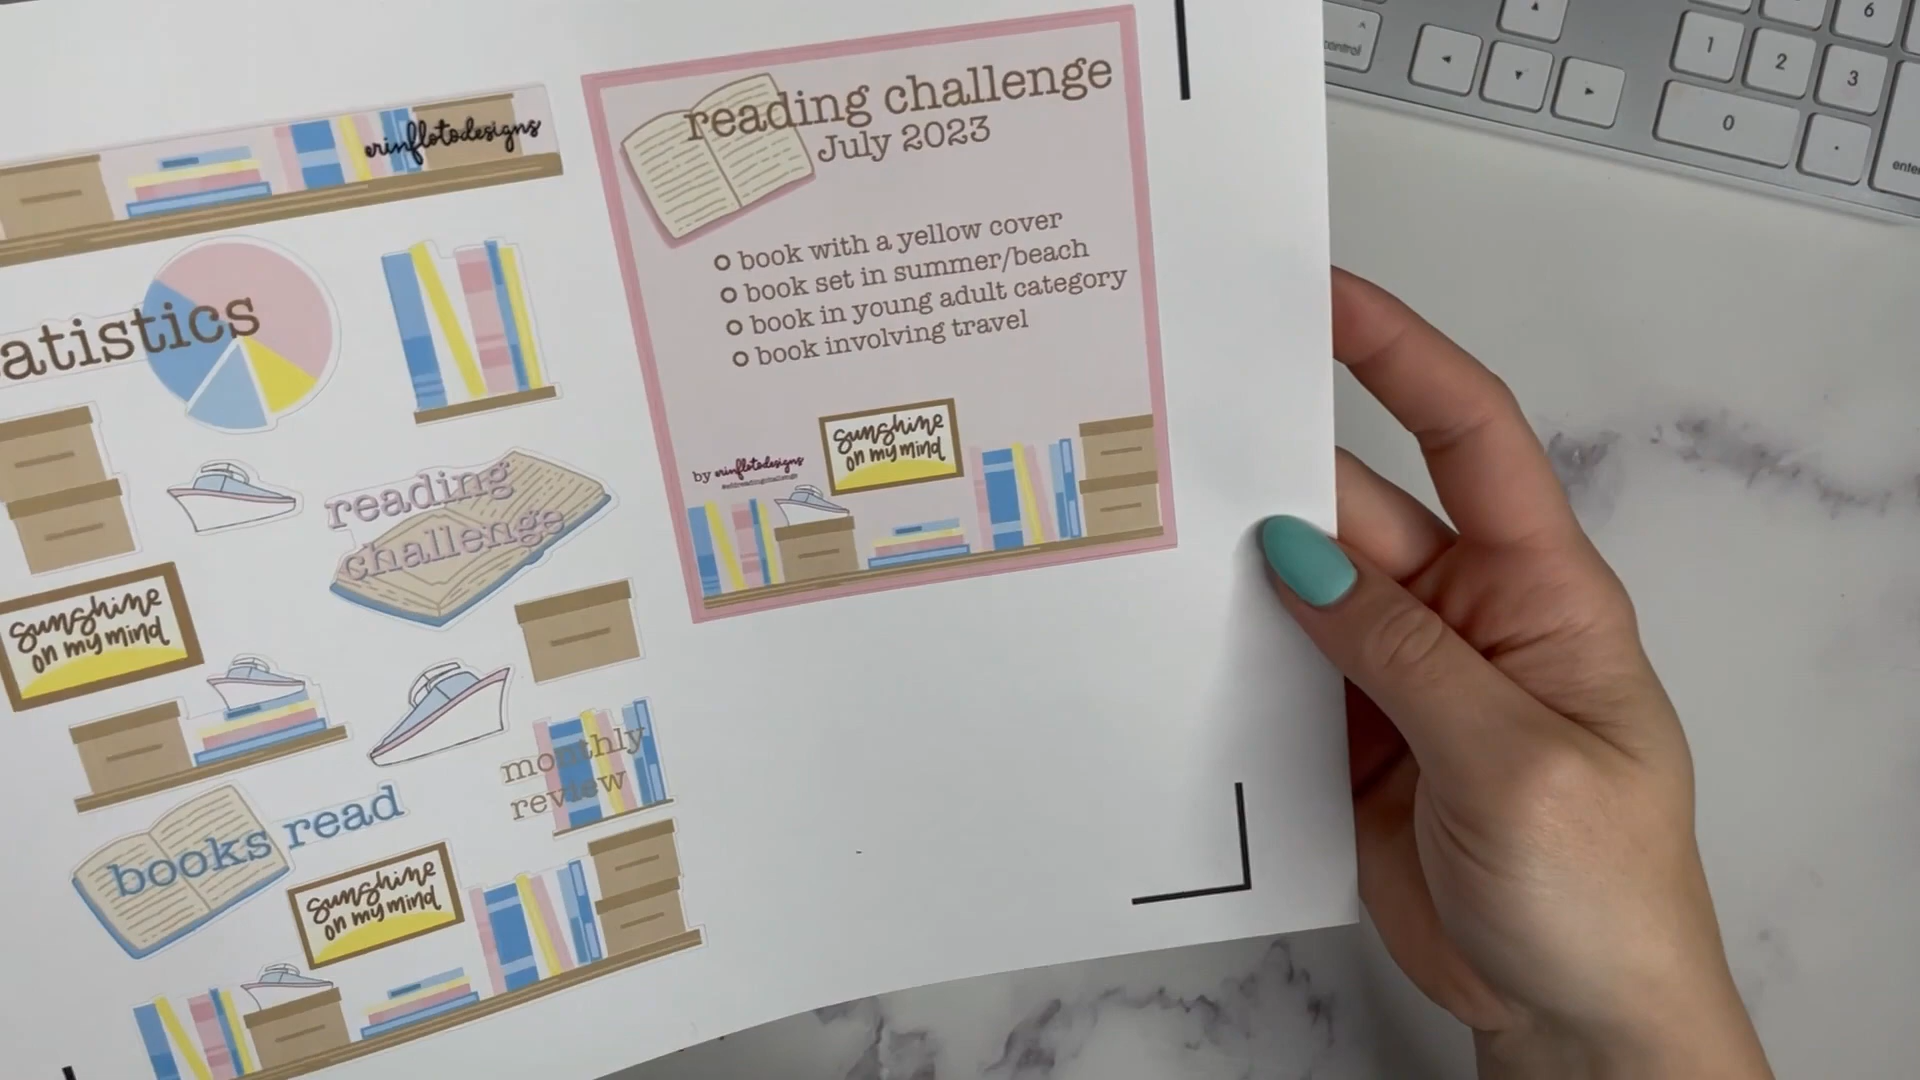 erinflotodesigns
atistics
reading
challenge
sunshine
on my mind
monthly
review
books read
sunshine
on my mind
reading challenge
July 2023
book with a yellow cover
book set in summer/beach
book in young adult category
book involving travel
sunshine
on my mind
by erinflotodesigns
control
1
2
3
6
0
.
enter